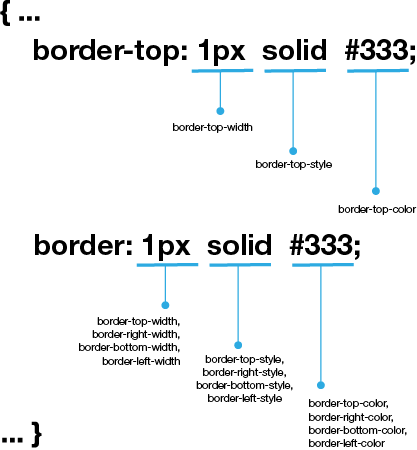 { ...
border-top: 1px solid #333;
border-top-width
border-top-style
border-top-color
border: 1px solid #333;
border-top-width,
border-right-width,
border-bottom-width,
border-left-width
border-top-style,
border-right-style,
border-bottom-style,
border-left-style
border-top-color,
border-right-color,
border-bottom-color,
border-left-color
... }